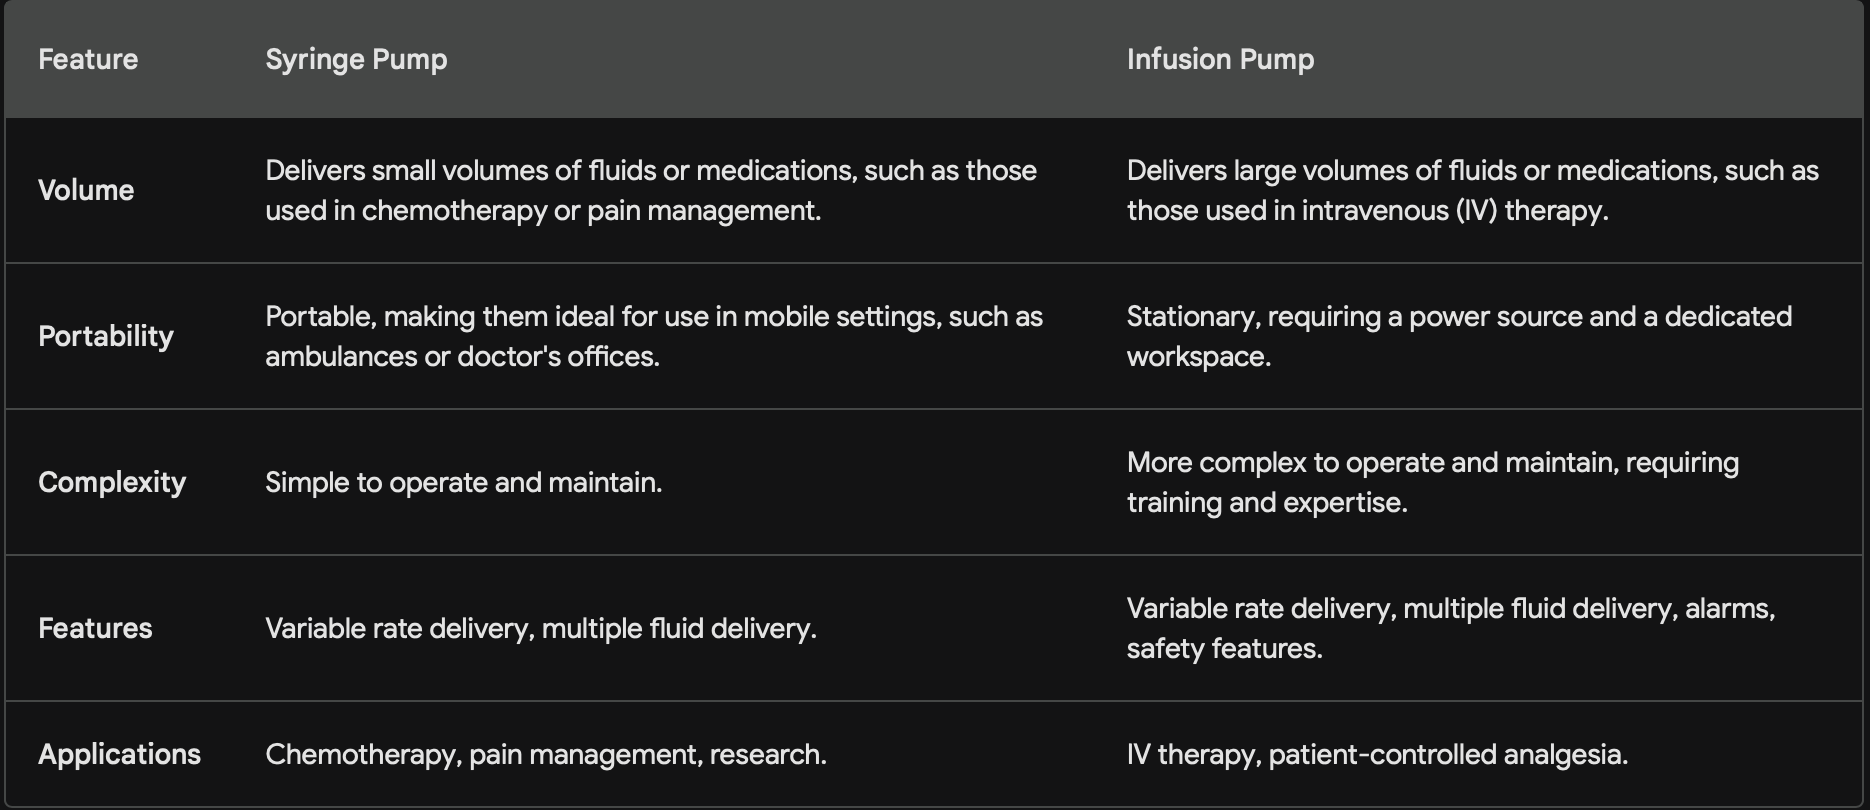 Feature
Syringe Pump
Infusion Pump
Volume
Delivers small volumes of fluids or medications, such as those
used in chemotherapy or pain management.
Delivers large volumes of fluids or medications, such as
those used in intravenous (IV) therapy.
Portability
Portable, making them ideal for use in mobile settings, such as
ambulances or doctor's offices.
Stationary, requiring a power source and a dedicated
workspace.
Complexity
Simple to operate and maintain.
More complex to operate and maintain, requiring
training and expertise.
Features
Variable rate delivery, multiple fluid delivery.
Variable rate delivery, multiple fluid delivery, alarms,
safety features.
Applications
Chemotherapy, pain management, research.
IV therapy, patient-controlled analgesia.